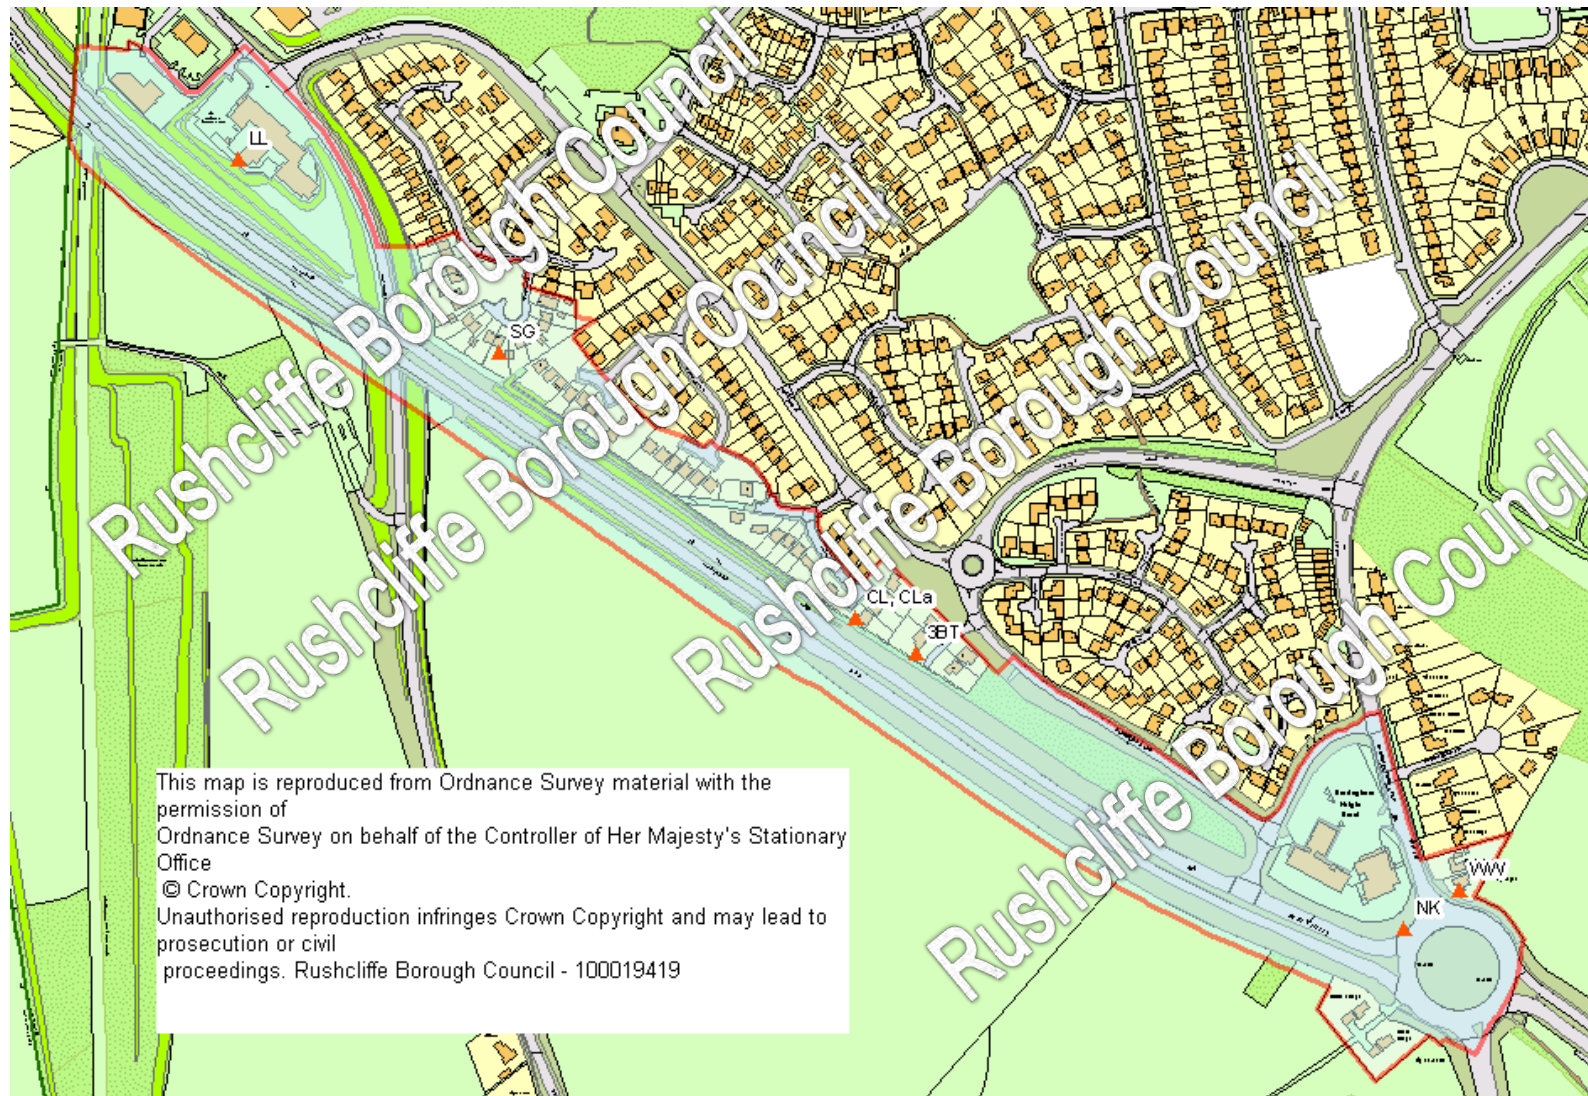 LL
SG
CL, CLa
3BT
WW
NK
Rushcliffe Borough Council
Rushcliffe Borough Council
Rushcliffe Borough Council
Rushcliffe Borough Council
This map is reproduced from Ordnance Survey material with the
permission of
Ordnance Survey on behalf of the Controller of Her Majesty's Stationary
Office
© Crown Copyright.
Unauthorised reproduction infringes Crown Copyright and may lead to
prosecution or civil
proceedings. Rushcliffe Borough Council - 100019419